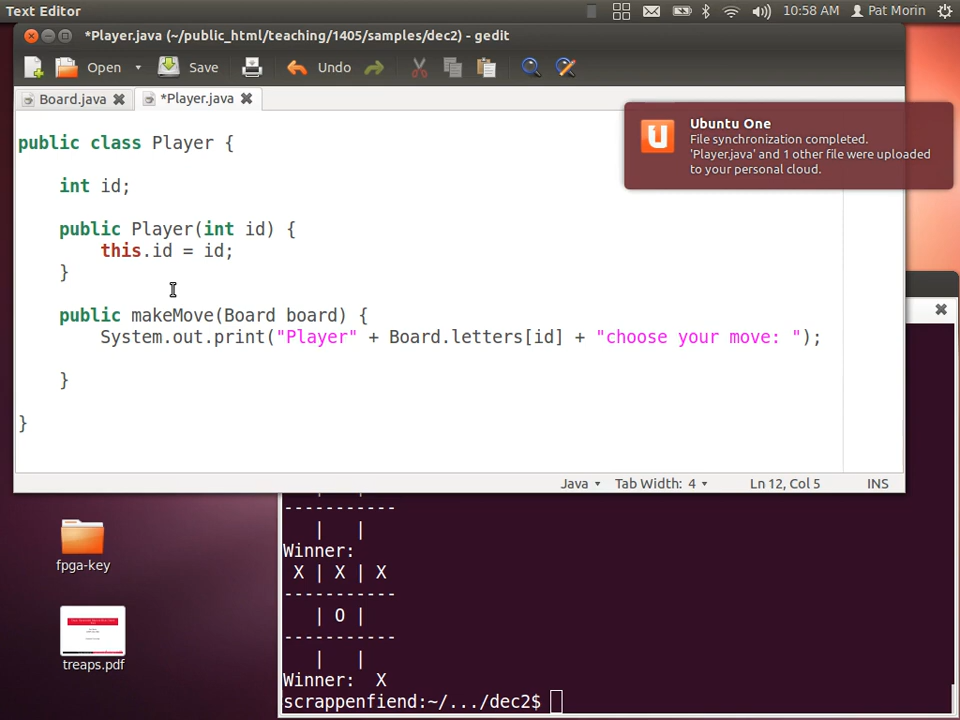 Text Editor
10:58 AM
Pat Morin
*Player.java (~/public_html/teaching/1405/samples/dec2) - gedit
Open
Save
Undo
Board.java
*Player.java
Ubuntu One
File synchronization completed.
'Player.java' and 1 other file were uploaded
to your personal cloud.
public class Player {
int id;
public Player(int id) {
this.id = id;
}
public makeMove(Board board) {
System.out.print("Player" + Board.letters[id] + "choose your move: ");
}
}
Java
Tab Width: 4
Ln 12, Col 5
INS
-----------
| |
Winner:
X | X | X
-----------
| O |
-----------
| |
Winner: X
scrappenfiend:~/.../dec2$
fpga-key
treaps.pdf